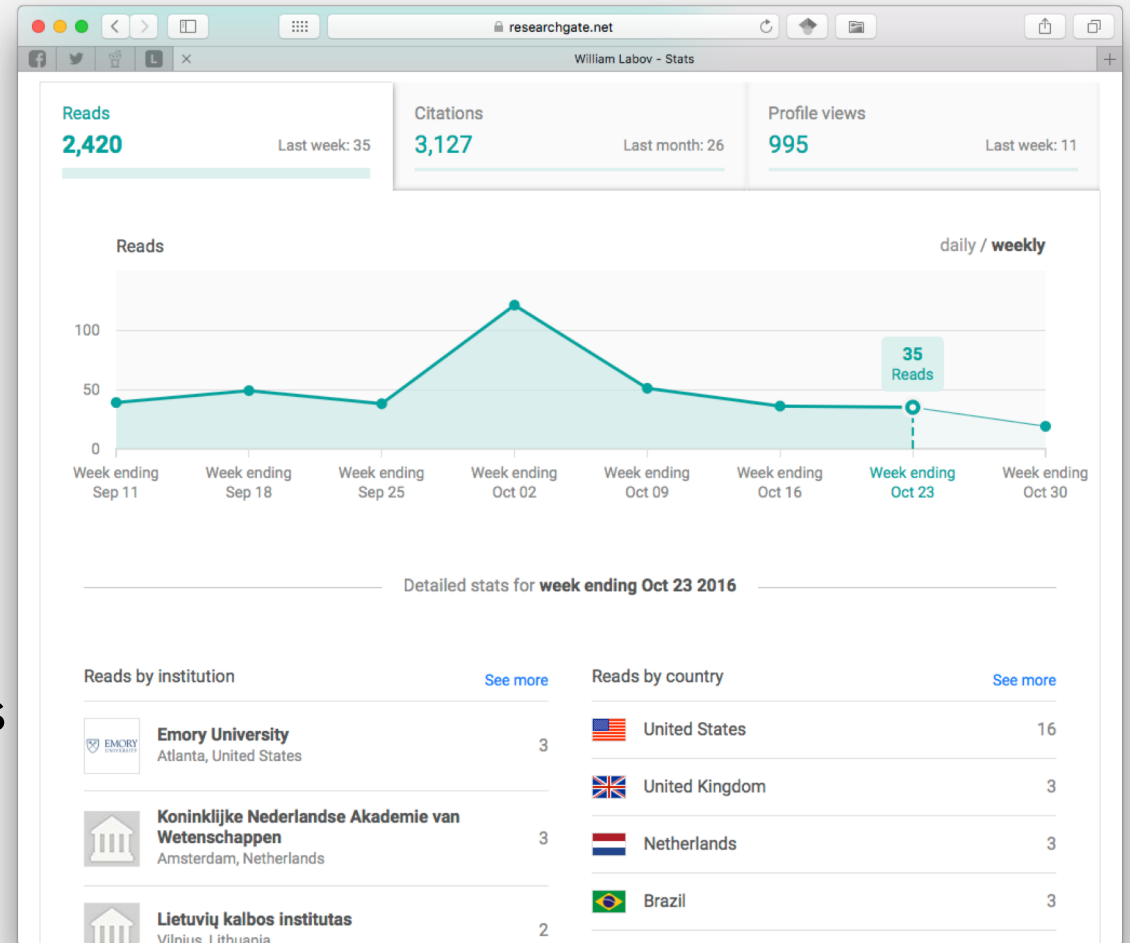 researchgate.net
William Labov - Stats
Reads
2,420
Last week: 35
Citations
3,127
Last month: 26
Profile views
995
Last week: 11
Reads
daily / weekly
100
50
0
35
Reads
Week ending
Sep 11
Week ending
Sep 18
Week ending
Sep 25
Week ending
Oct 02
Week ending
Oct 09
Week ending
Oct 16
Week ending
Oct 23
Week ending
Oct 30
Detailed stats for week ending Oct 23 2016
Reads by institution
See more
EMORY
UNIVERSITY
Emory University
Atlanta, United States
3
Koninklijke Nederlandse Akademie van
Wetenschappen
Amsterdam, Netherlands
3
Lietuvių kalbos institutas
Vilnius, Lithuania
2
Reads by country
See more
United States
16
United Kingdom
3
Netherlands
3
Brazil
3
s